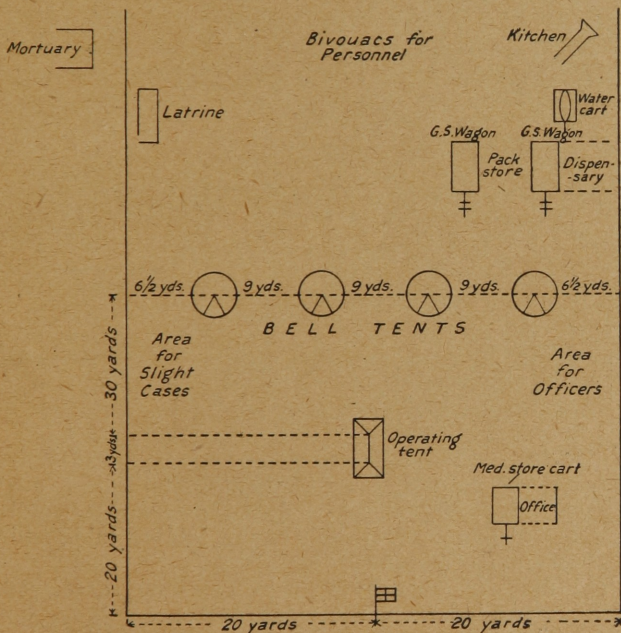 Mortuary
Bivouacs for
Personnel
Kitchen
Latrine
Water
cart
G.S. Wagon
G.S. Wagon
Pack
store
Dispen-
-sary
6½ yds.
9 yds.
9 yds.
9 yds.
6½ yds.
BELL TENTS
Area
for
Slight
Cases
Area
for
Officers
30 yards
Operating
tent
3 yds
Med. store cart
Office
20 yards
20 yards
20 yards